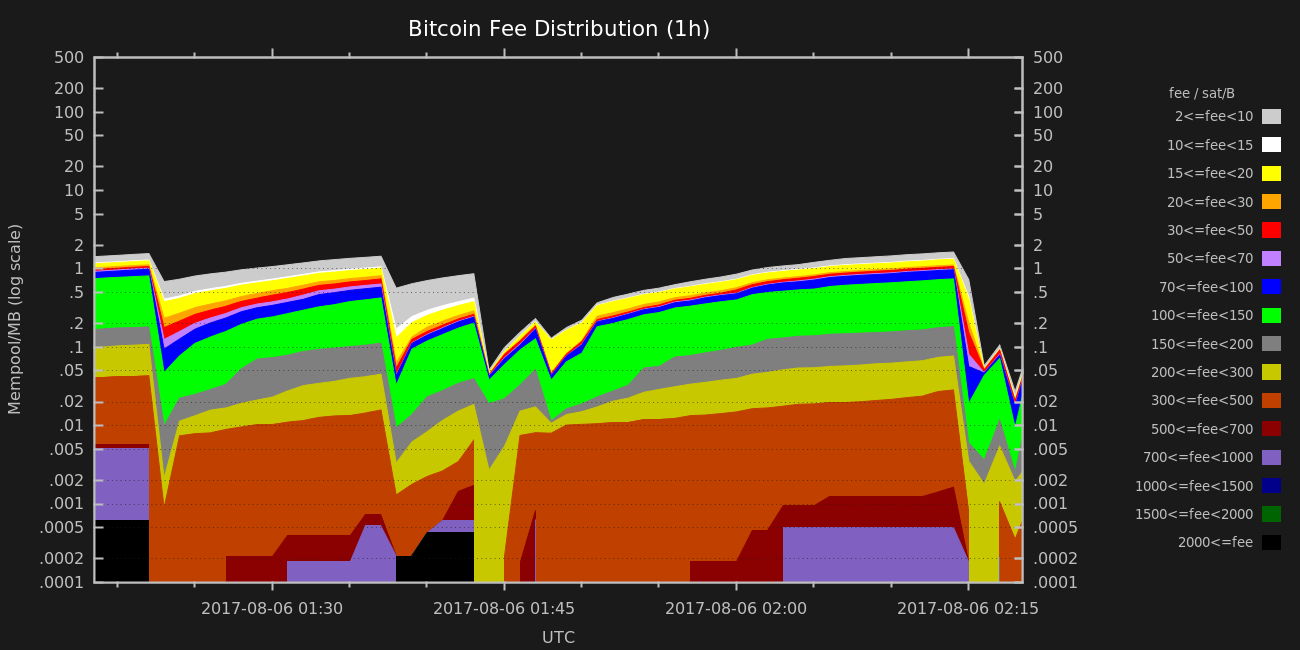 Bitcoin Fee Distribution (1h)
Mempool/MB (log scale)
500
200
100
50
20
10
5
2
1
.5
.2
.1
.05
.02
.01
.005
.002
.001
.0005
.0002
.0001
500
200
100
50
20
10
5
2
1
.5
.2
.1
.05
.02
.01
.005
.002
.001
.0005
.0002
.0001
2017-08-06 01:30
2017-08-06 01:45
2017-08-06 02:00
2017-08-06 02:15
UTC
fee / sat/B
2<=fee<10
10<=fee<15
15<=fee<20
20<=fee<30
30<=fee<50
50<=fee<70
70<=fee<100
100<=fee<150
150<=fee<200
200<=fee<300
300<=fee<500
500<=fee<700
700<=fee<1000
1000<=fee<1500
1500<=fee<2000
2000<=fee